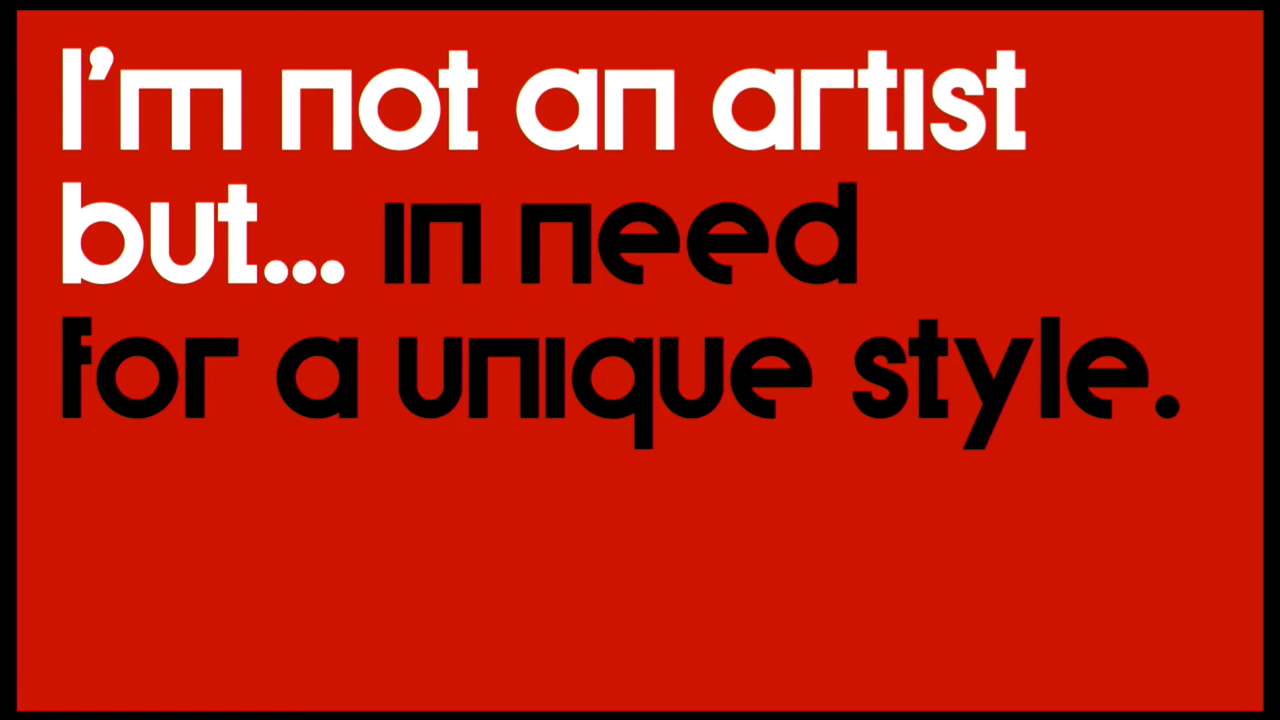 I’m not an artist
but... in need
for a unique style.